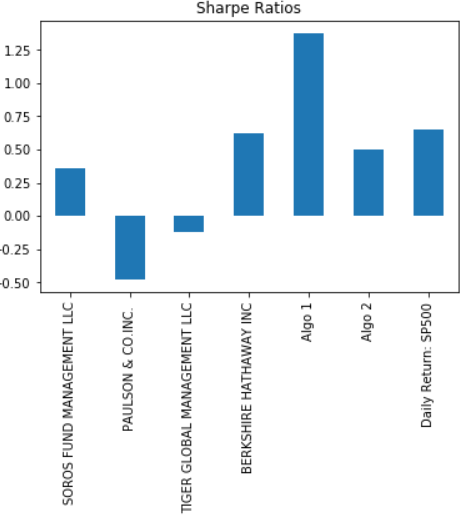 Sharpe Ratios
1.25
1.00
0.75
0.50
0.25
0.00
-0.25
-0.50
SOROS FUND MANAGEMENT LLC
PAULSON & CO.INC.
TIGER GLOBAL MANAGEMENT LLC
BERKSHIRE HATHAWAY INC
Algo 1
Algo 2
Daily Return: SP500